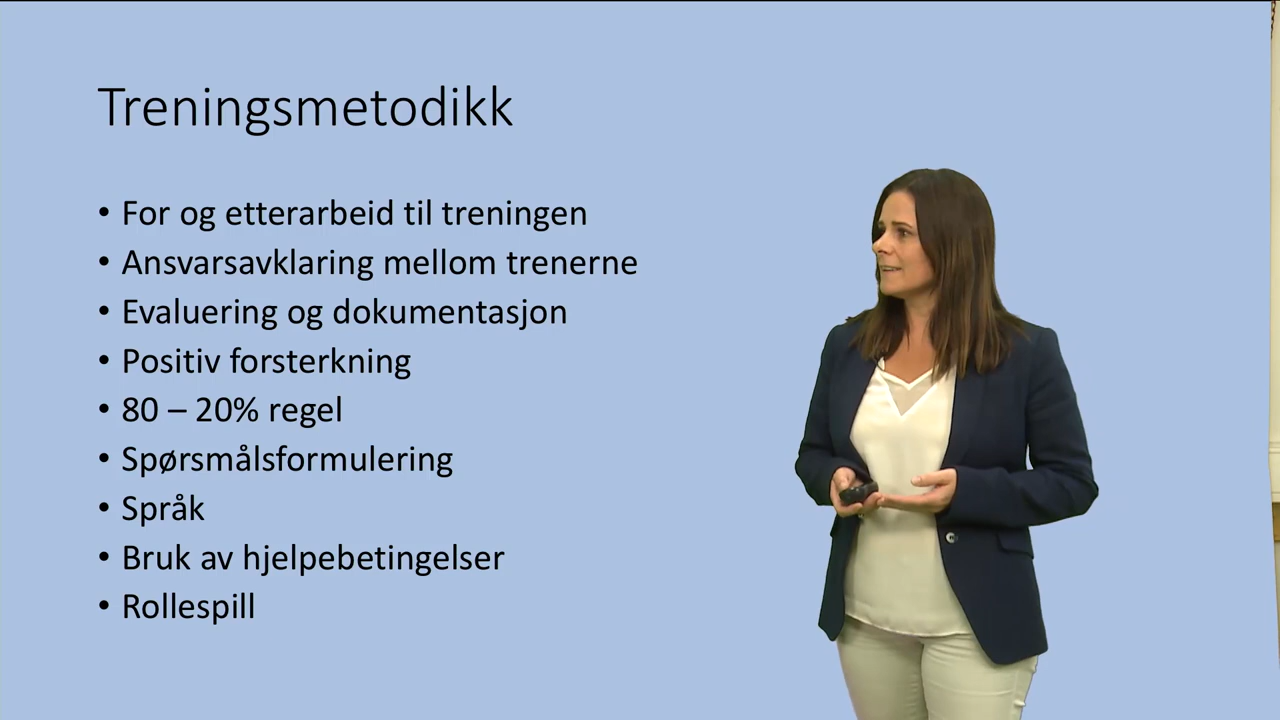 Treningsmetodikk
• For og etterarbeid til treningen
• Ansvarsavklaring mellom trenerne
• Evaluering og dokumentasjon
• Positiv forsterkning
• 80 – 20% regel
• Spørsmålsformulering
• Språk
• Bruk av hjelpebetingelser
• Rollespill